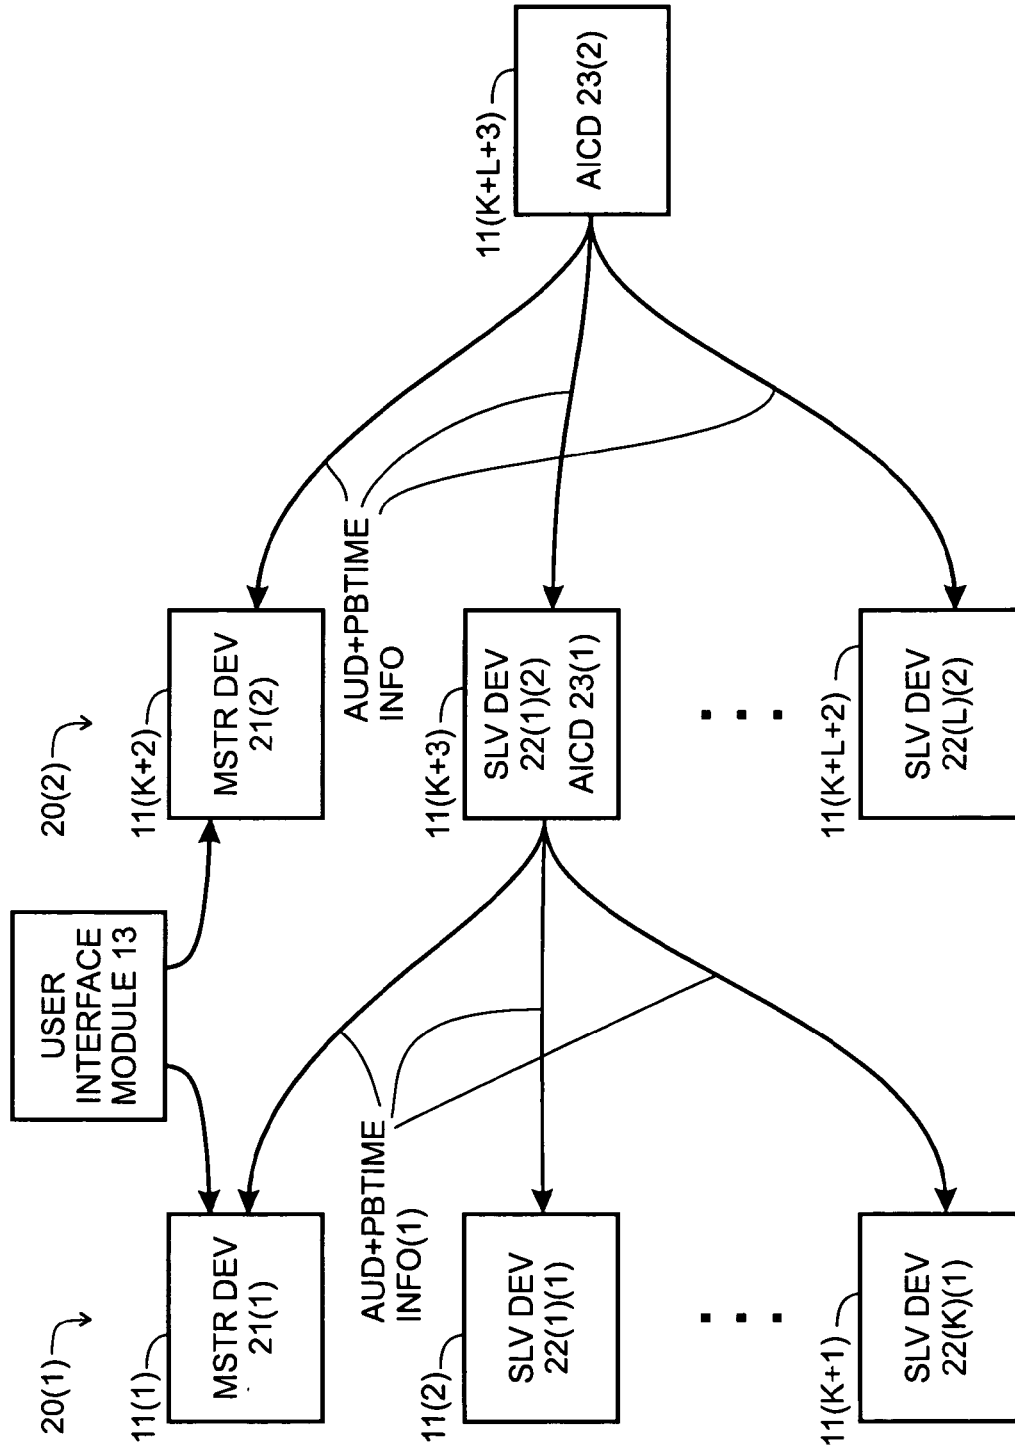 20(1)
11(1)
MSTR DEV
21(1)
AUD+PBTIME
INFO(1)
11(2)
SLV DEV
22(1)(1)
11(K+1)
SLV DEV
22(K)(1)
USER
INTERFACE
MODULE 13
20(2)
11(K+2)
MSTR DEV
21(2)
AUD+PBTIME
INFO
11(K+3)
SLV DEV
22(1)(2)
AICD 23(1)
11(K+L+2)
SLV DEV
22(L)(2)
11(K+L+3)
AICD 23(2)